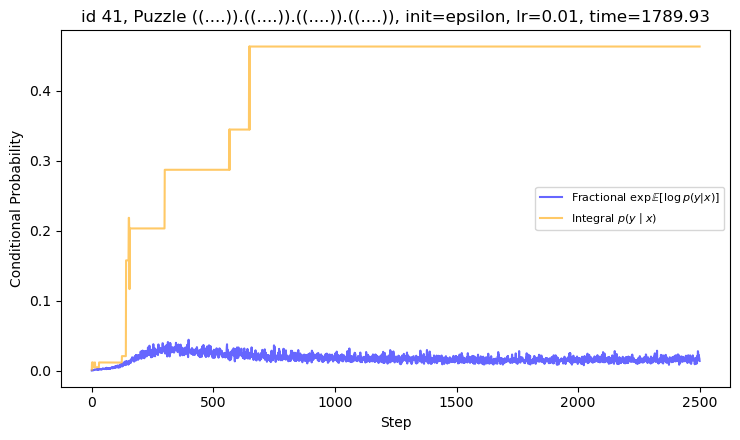 id 41, Puzzle ((....)).((....)).((....)).((....)), init=epsilon, lr=0.01, time=1789.93
Conditional Probability
0.4
0.3
0.2
0.1
0.0
Fractional exp𝔼[log p(y|x)]
Integral p(y | x)
0
500
1000
1500
2000
2500
Step